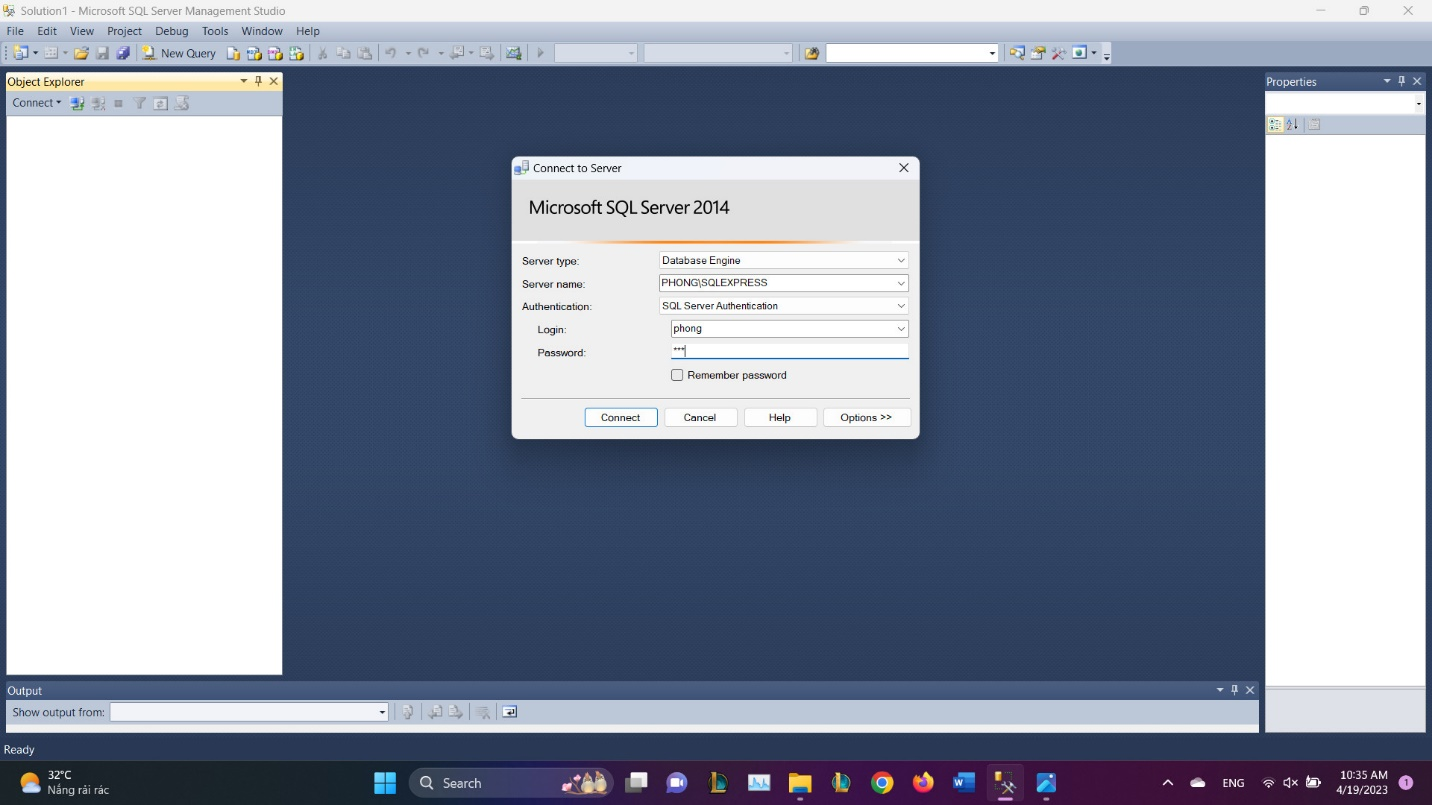 Solution1 - Microsoft SQL Server Management Studio
File Edit View Project Debug Tools Window Help
New Query
Object Explorer
Connect
Properties
Connect to Server
Microsoft SQL Server 2014
Server type: Database Engine
Server name: PHONG\SQLEXPRESS
Authentication: SQL Server Authentication
Login: phong
Password: ***
Remember password
Connect Cancel Help Options >>
Output
Show output from:
Ready
32°C
Nắng rải rác
Search
ENG
10:35 AM
4/19/2023
1